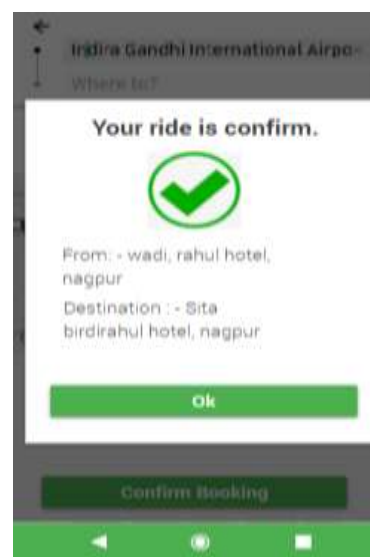 Indira Gandhi International Airpo-
Where to?
Your ride is confirm.
From: - wadi, rahul hotel,
nagpur
Destination : - Sita
birdirahul hotel, nagpur
Ok
Confirm Booking